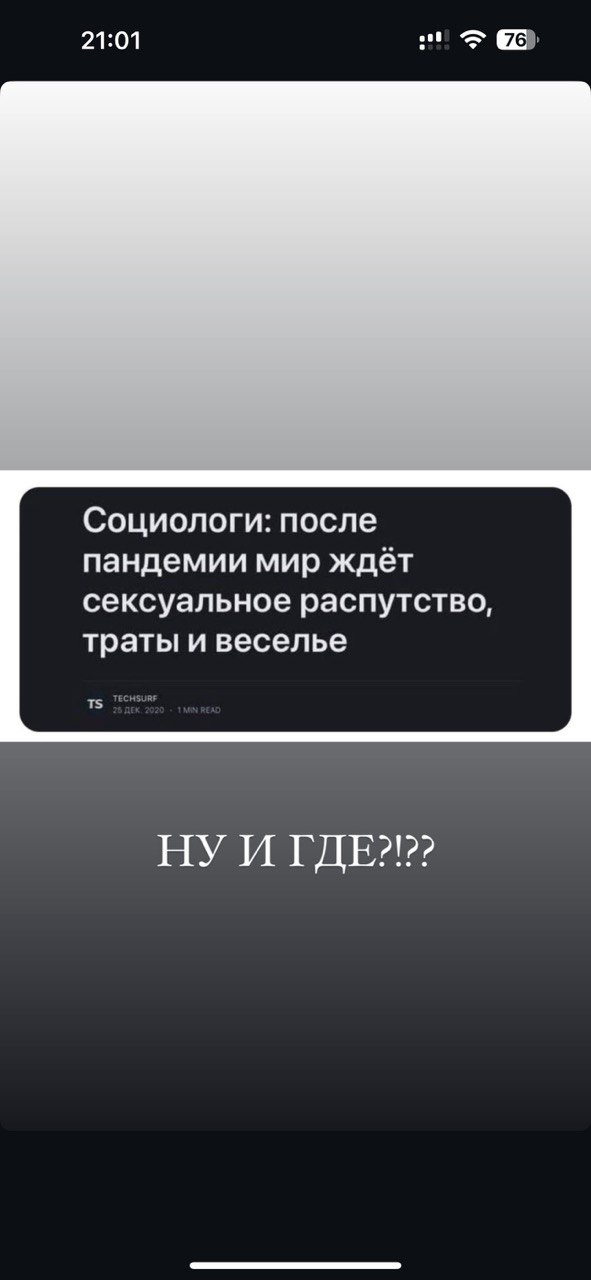 21:01
76
Социологи: после
пандемии мир ждёт
сексуальное распутство,
траты и веселье
TS
TECHSURF
25 ДЕК. 2020 · 1 MIN READ
НУ И ГДЕ?!??